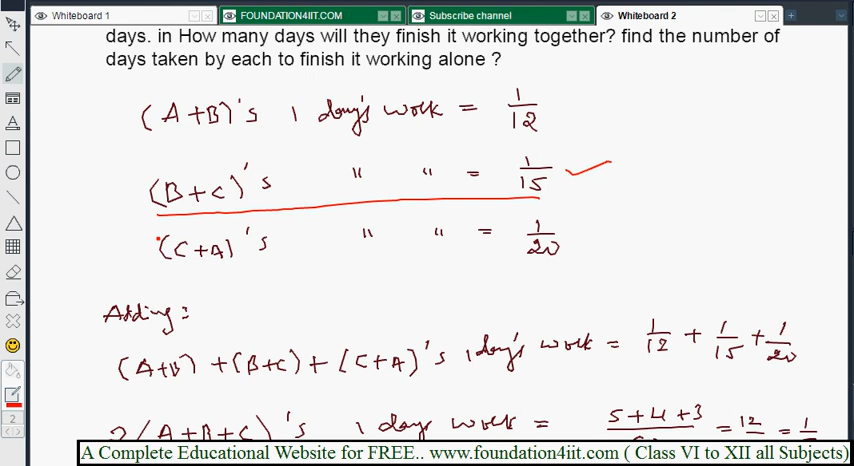 Whiteboard 1
FOUNDATION4IIT.COM
Subscribe channel
Whiteboard 2
days. in How many days will they finish it working together? find the number of
days taken by each to finish it working alone ?
(A+B)'s 1 day's work = 1/12
(B+C)'s " " = 1/15
(C+A)'s " " = 1/20
Adding:
(A+B) + (B+C) + (C+A)'s 1 day's work = 1/12 + 1/15 + 1/20
2(A+B+C)'s 1 days work = 5+4+3 = 12 = 1
2
A Complete Educational Website for FREE.. www.foundation4iit.com ( Class VI to XII all Subjects)